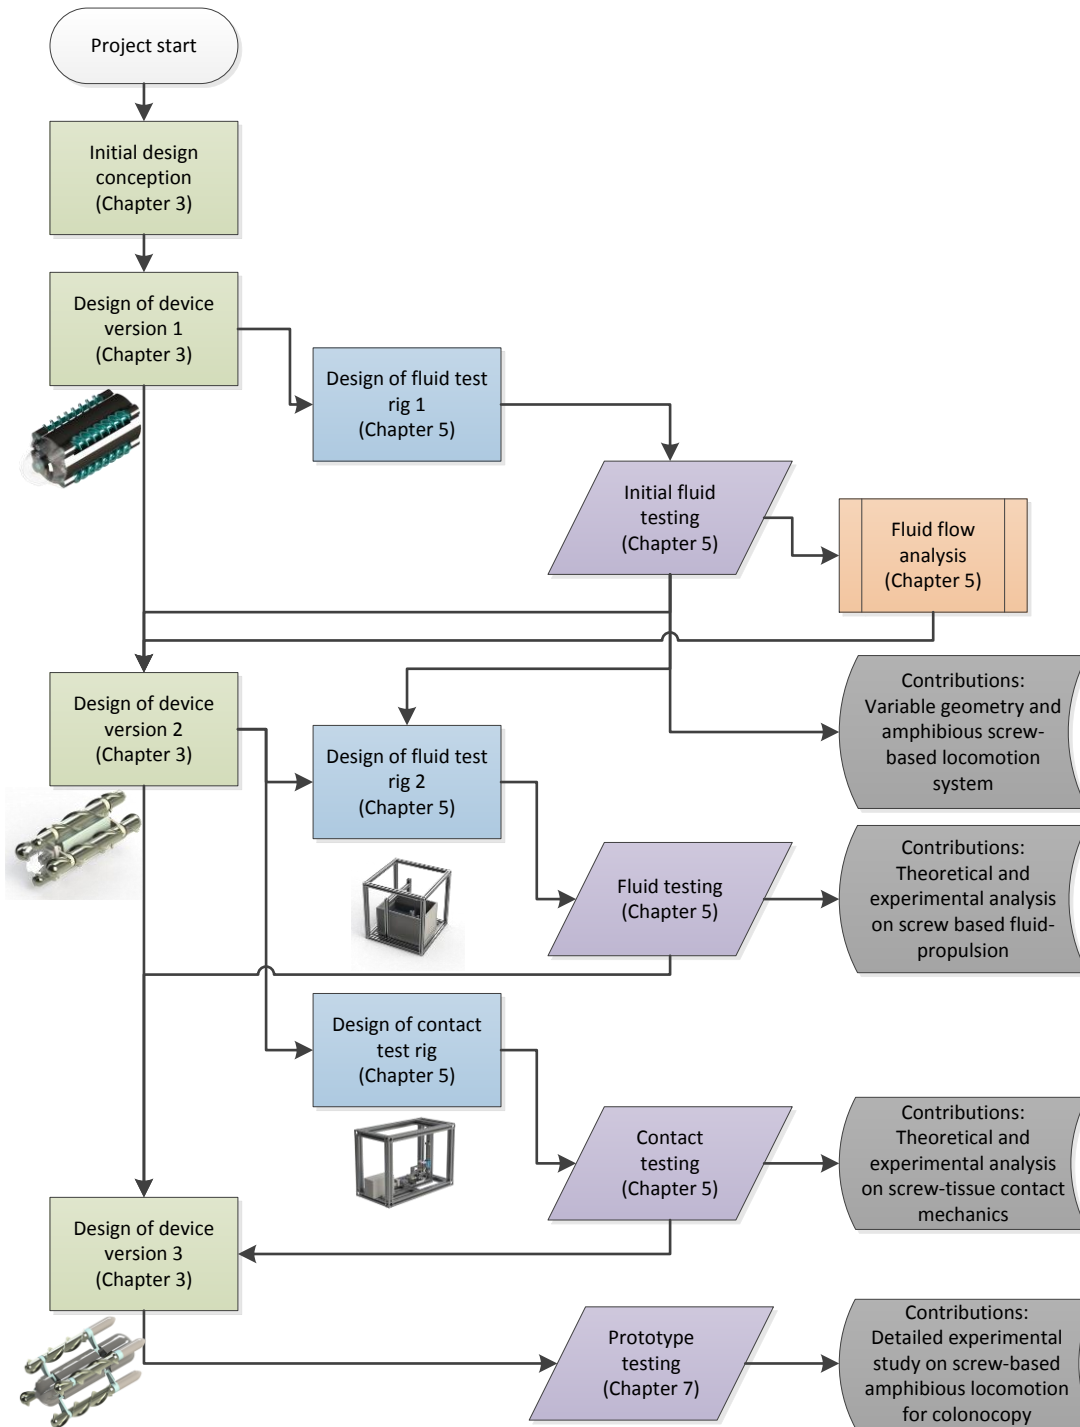 Project start
Initial design
conception
(Chapter 3)
Design of device
version 1
(Chapter 3)
Design of fluid test
rig 1
(Chapter 5)
Initial fluid
testing
(Chapter 5)
Fluid flow
analysis
(Chapter 5)
Design of device
version 2
(Chapter 3)
Design of fluid test
rig 2
(Chapter 5)
Contributions:
Variable geometry and
amphibious screw-
based locomotion
system
Fluid testing
(Chapter 5)
Contributions:
Theoretical and
experimental analysis
on screw based fluid-
propulsion
Design of contact
test rig
(Chapter 5)
Contact
testing
(Chapter 5)
Contributions:
Theoretical and
experimental analysis
on screw-tissue contact
mechanics
Design of device
version 3
(Chapter 3)
Prototype
testing
(Chapter 7)
Contributions:
Detailed experimental
study on screw-based
amphibious locomotion
for colonocopy